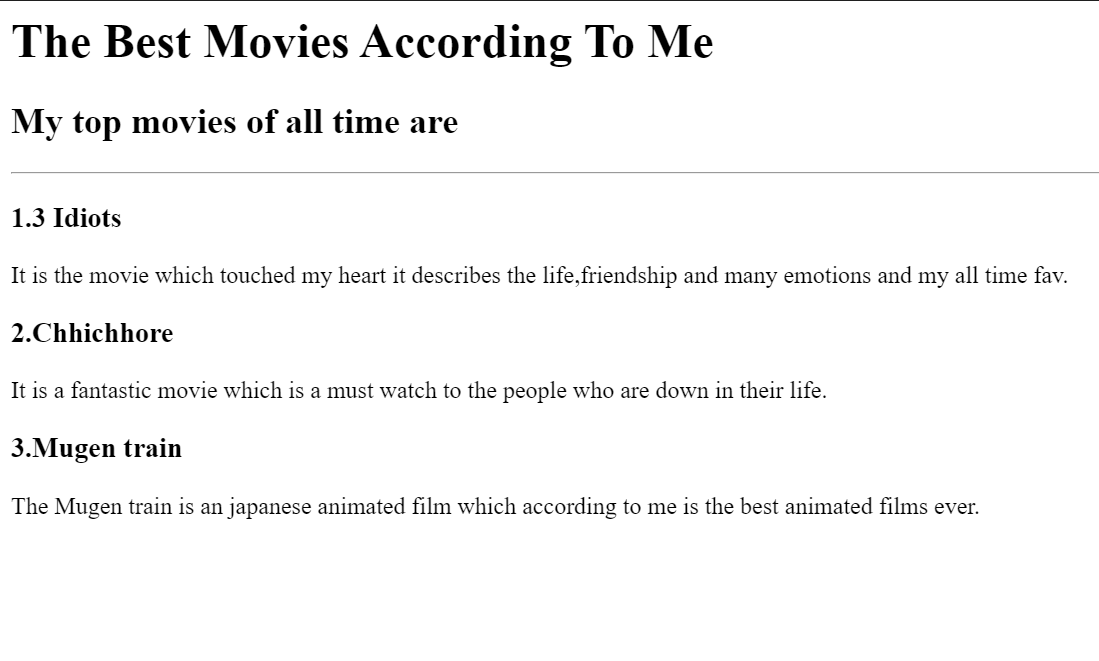 The Best Movies According To Me
My top movies of all time are
1.3 Idiots
It is the movie which touched my heart it describes the life,friendship and many emotions and my all time fav.
2.Chhichhore
It is a fantastic movie which is a must watch to the people who are down in their life.
3.Mugen train
The Mugen train is an japanese animated film which according to me is the best animated films ever.